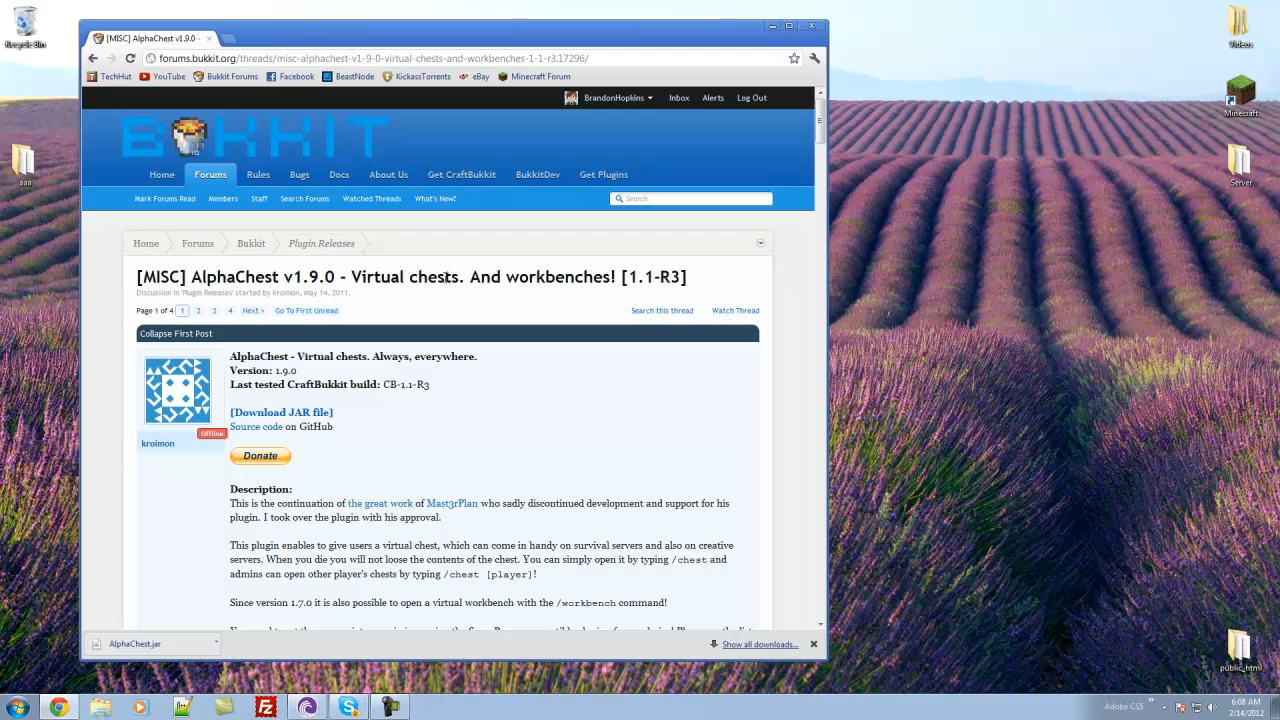 Recycle Bin
Videos
[MISC] AlphaChest v1.9.0 -
forums.bukkit.org/threads/misc-alphachest-v1-9-0-virtual-chests-and-workbenches-1-1-r3.17296/
TechHut YouTube Bukkit Forums Facebook BeastNode KickassTorrents eBay Minecraft Forum
BrandonHopkins Inbox Alerts Log Out
Minecraft
BUKKIT
Home Forums Rules Bugs Docs About Us Get CraftBukkit BukkitDev Get Plugins
aaa
Server
Mark Forums Read Members Staff Search Forums Watched Threads What's New? Search
Home Forums Bukkit Plugin Releases
[MISC] AlphaChest v1.9.0 - Virtual chests. And workbenches! [1.1-R3]
Discussion in 'Plugin Releases' started by kroimon, May 14, 2011.
Page 1 of 4 1 2 3 4 Next > Go To First Unread Search this thread Watch Thread
Collapse First Post
AlphaChest - Virtual chests. Always, everywhere.
Version: 1.9.0
Last tested CraftBukkit build: CB-1.1-R3
[Download JAR file]
Source code on GitHub
Offline
kroimon
Donate
Description:
This is the continuation of the great work of Mast3rPlan who sadly discontinued development and support for his
plugin. I took over the plugin with his approval.
This plugin enables to give users a virtual chest, which can come in handy on survival servers and also on creative
servers. When you die you will not loose the contents of the chest. You can simply open it by typing /chest and
admins can open other player's chests by typing /chest [player]!
Since version 1.7.0 it is also possible to open a virtual workbench with the /workbench command!
AlphaChest.jar Show all downloads...
public_html
Adobe CS5
6:08 AM
2/14/2012